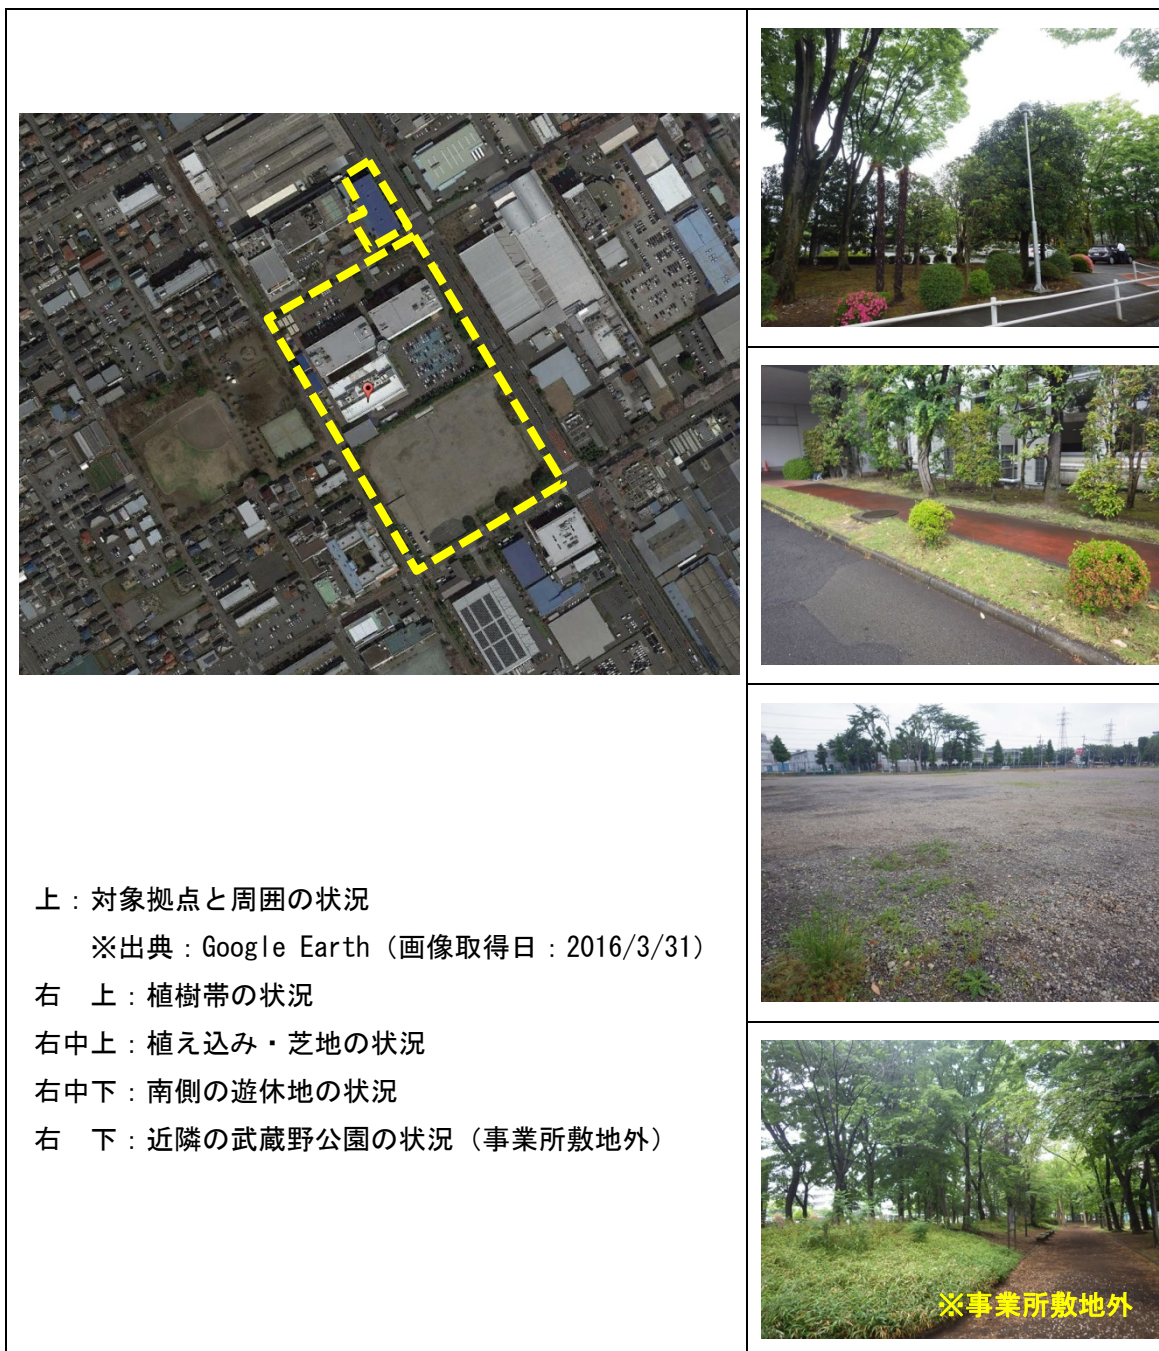 上：対象拠点と周囲の状況
※出典：Google Earth（画像取得日：2016/3/31）
右　上：植樹帯の状況
右中上：植え込み・芝地の状況
右中下：南側の遊休地の状況
右　下：近隣の武蔵野公園の状況（事業所敷地外）
※事業所敷地外